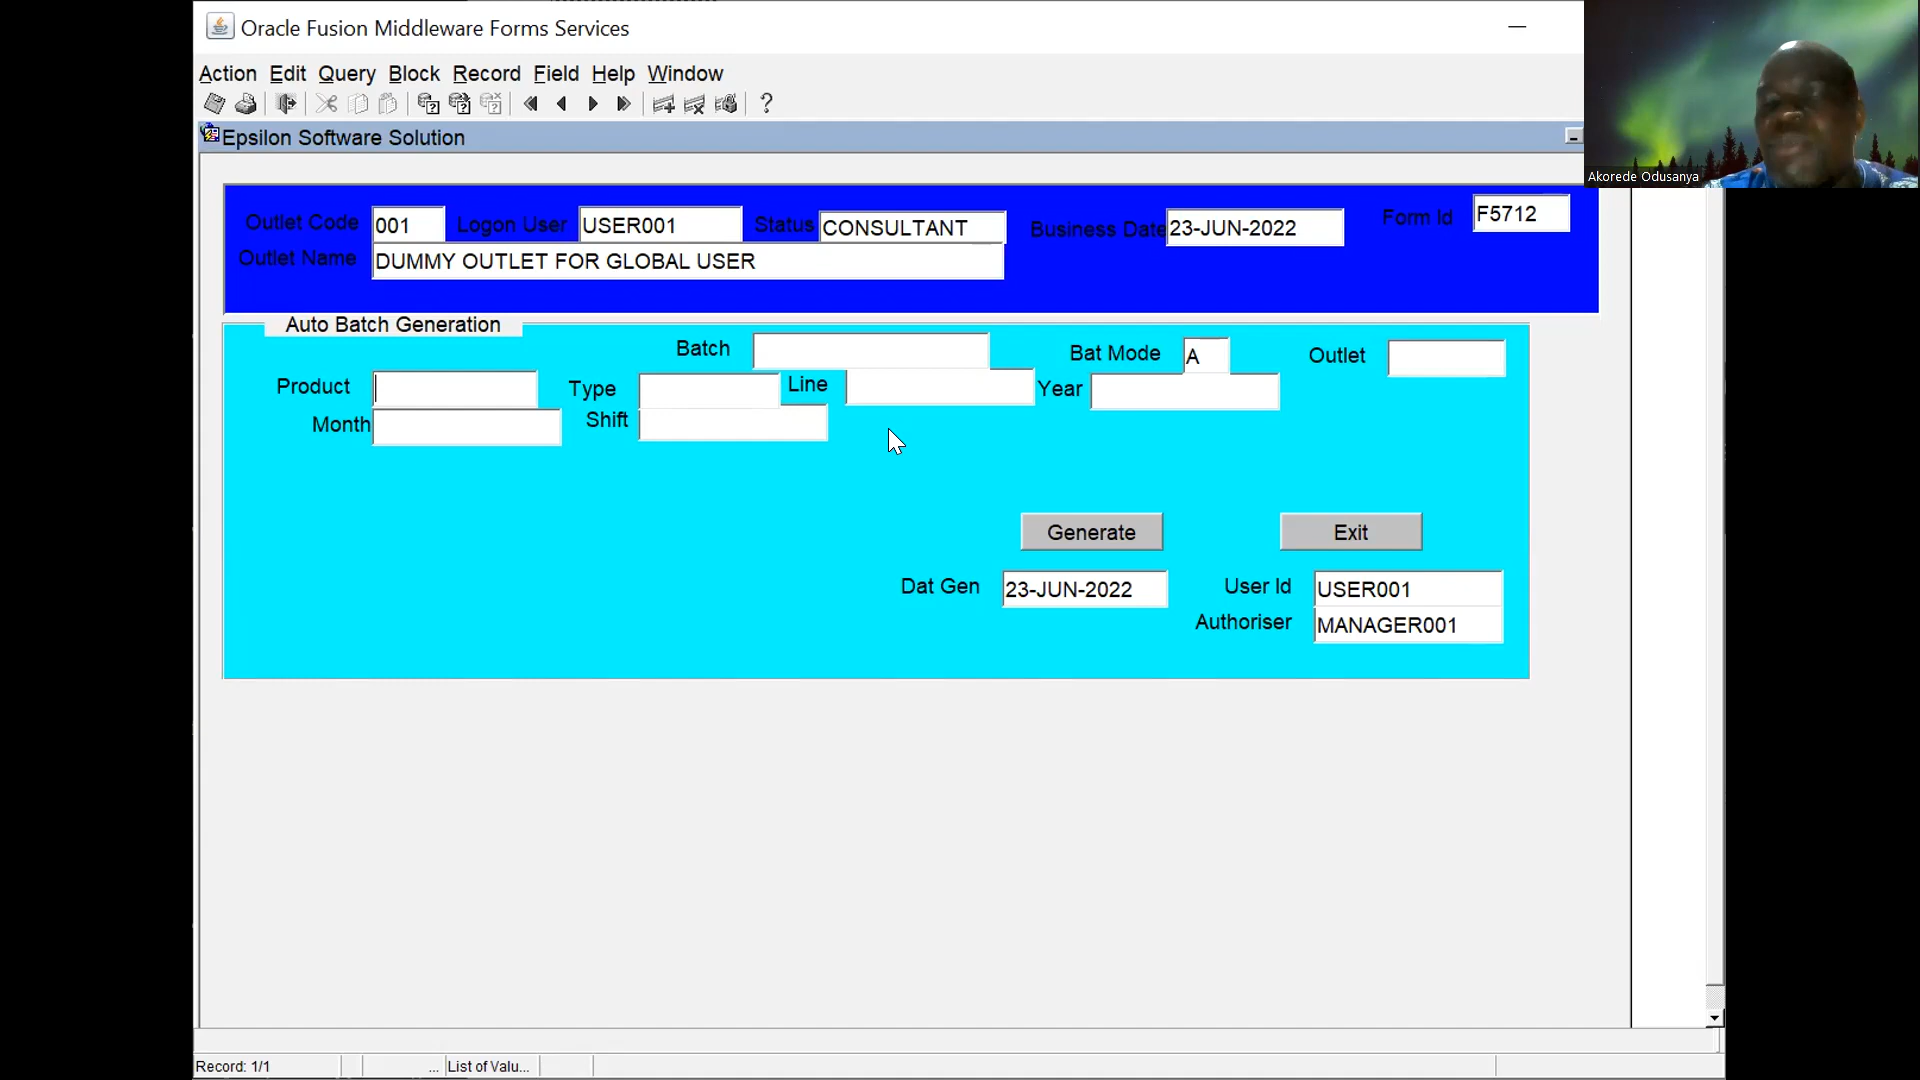 Oracle Fusion Middleware Forms Services
Action Edit Query Block Record Field Help Window
Epsilon Software Solution
Akorede Odusanya
Outlet Code 001 Logon User USER001 Status CONSULTANT Business Date 23-JUN-2022 Form Id F5712
Outlet Name DUMMY OUTLET FOR GLOBAL USER
Auto Batch Generation
Batch Bat Mode A Outlet
Product Type Line Year
Month Shift
Generate Exit
Dat Gen 23-JUN-2022 User Id USER001
Authoriser MANAGER001
Record: 1/1 ... List of Valu...